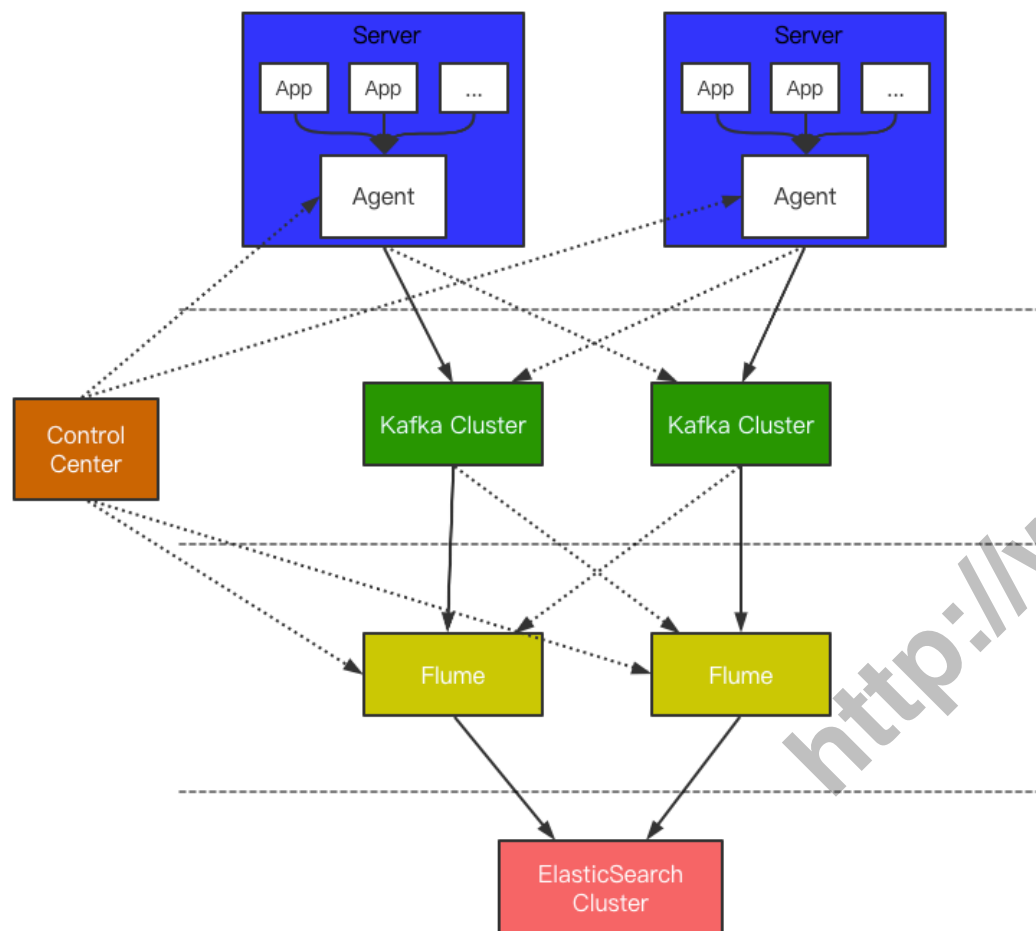 Server
Server
App
App
...
App
App
...
Agent
Agent
Kafka Cluster
Kafka Cluster
Control
Center
http://
Flume
Flume
ElasticSearch
Cluster